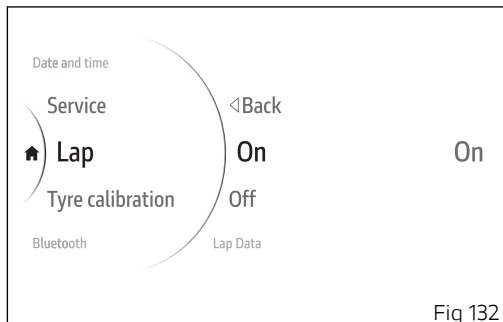 Date and time
Service
◁Back
Lap
On
On
Tyre calibration
Off
Bluetooth
Lap Data
Fig 132